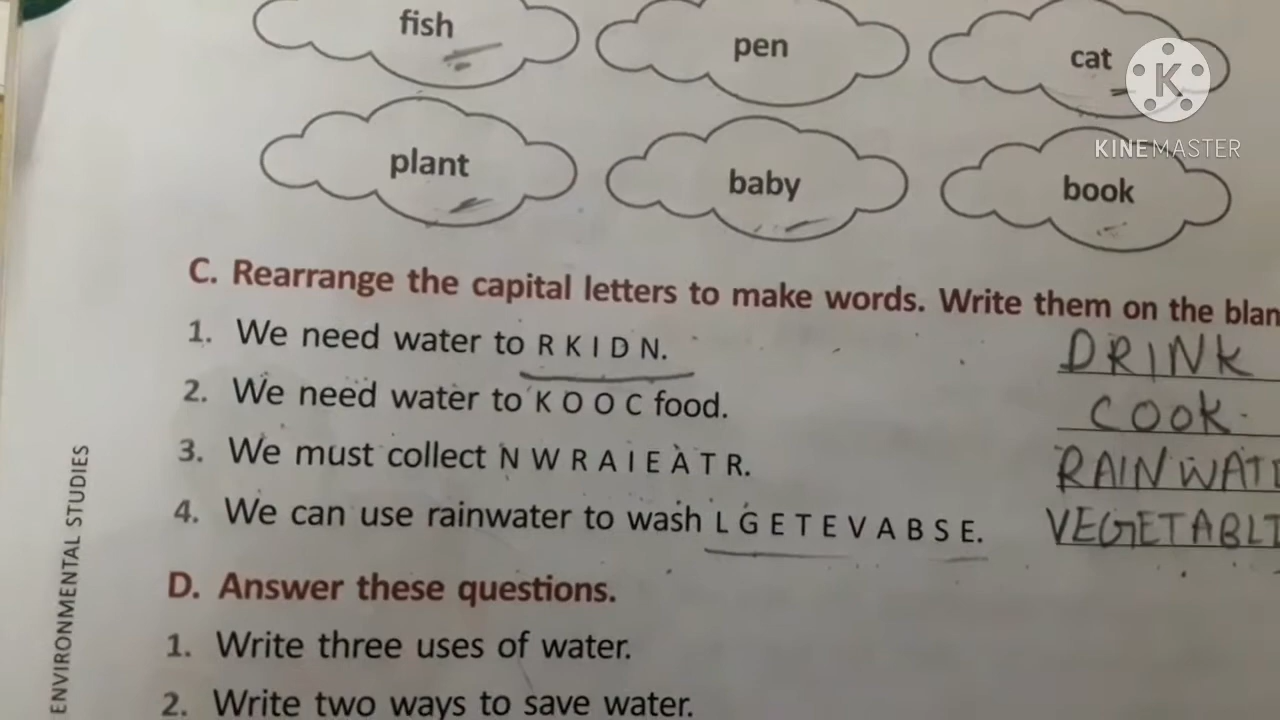 fish
pen
cat
KINEMASTER
plant
baby
book
C. Rearrange the capital letters to make words. Write them on the blan
1. We need water to R K I D N. DRINK
2. We need water to K O O C food. COOK.
3. We must collect N W R A I E A T R. RAINWAT
4. We can use rainwater to wash L G E T E V A B S E. VEGETABL
D. Answer these questions.
1. Write three uses of water.
2. Write two ways to save water.
ENVIRONMENTAL STUDIES